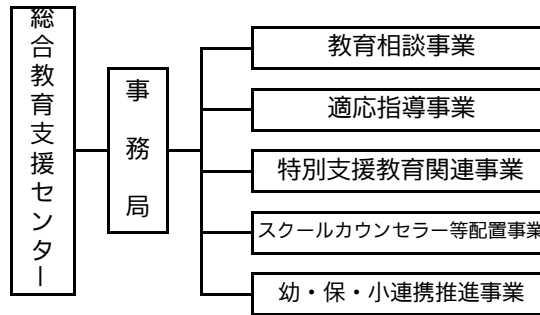 総合教育支援センター
事務局
教育相談事業
適応指導事業
特別支援教育関連事業
スクールカウンセラー等配置事業
幼・保・小連携推進事業